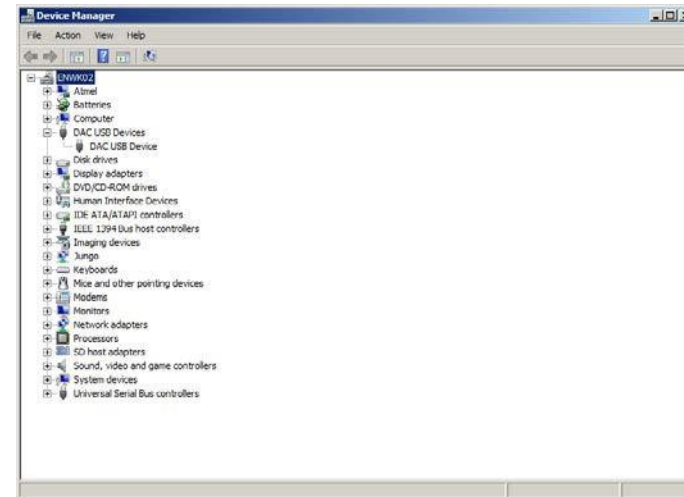 Device Manager
File Action View Help
ENWK02
Atmel
Batteries
Computer
DAC USB Devices
DAC USB Device
Disk drives
Display adapters
DVD/CD-ROM drives
Human Interface Devices
IDE ATA/ATAPI controllers
IEEE 1394 Bus host controllers
Imaging devices
Jungo
Keyboards
Mice and other pointing devices
Modems
Monitors
Network adapters
Processors
SD host adapters
Sound, video and game controllers
System devices
Universal Serial Bus controllers